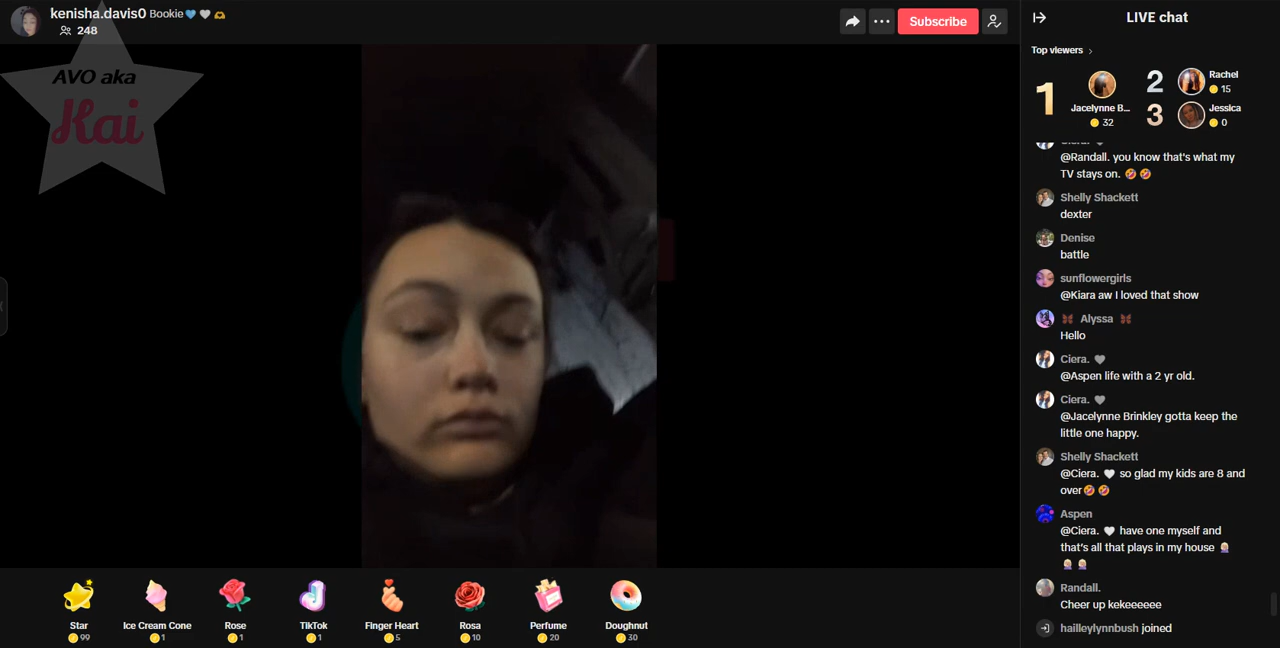 kenisha.davis0 Bookie💙🤍🫶
248
Subscribe
AVO aka
Kai
LIVE chat
Top viewers
1
Jacelynne B...
32
2
Rachel
15
3
Jessica
0
@Randall. you know that's what my
TV stays on. 🤣 🤣
Shelly Shackett
dexter
Denise
battle
sunflowergirls
@Kiara aw I loved that show
🦋 Alyssa 🦋
Hello
Ciera. 🤍
@Aspen life with a 2 yr old.
Ciera. 🤍
@Jacelynne Brinkley gotta keep the
little one happy.
Shelly Shackett
@Ciera. 🤍 so glad my kids are 8 and
over🤣 🤣
Aspen
@Ciera. 🤍 have one myself and
that's all that plays in my house 🤦🏼‍♀️
🤦🏼‍♀️ 🤦🏼‍♀️
Randall.
Cheer up kekeeeeee
hailleylynnbush joined
Star
99
Ice Cream Cone
1
Rose
1
TikTok
1
Finger Heart
5
Rosa
10
Perfume
20
Doughnut
30